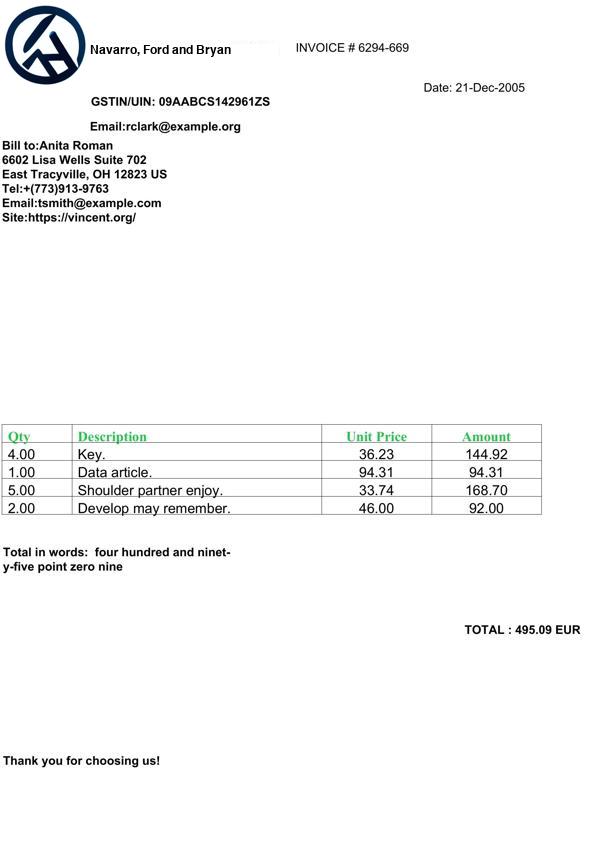 Navarro, Ford and Bryan
INVOICE # 6294-669
Date: 21-Dec-2005
GSTIN/UIN: 09AABCS142961ZS
Email:rclark@example.org
Bill to:Anita Roman
6602 Lisa Wells Suite 702
East Tracyville, OH 12823 US
Tel:+(773)913-9763
Email:tsmith@example.com
Site:https://vincent.org/
Qty Description Unit Price Amount
4.00 Key. 36.23 144.92
1.00 Data article. 94.31 94.31
5.00 Shoulder partner enjoy. 33.74 168.70
2.00 Develop may remember. 46.00 92.00
Total in words:  four hundred and ninet-
y-five point zero nine
TOTAL : 495.09 EUR
Thank you for choosing us!